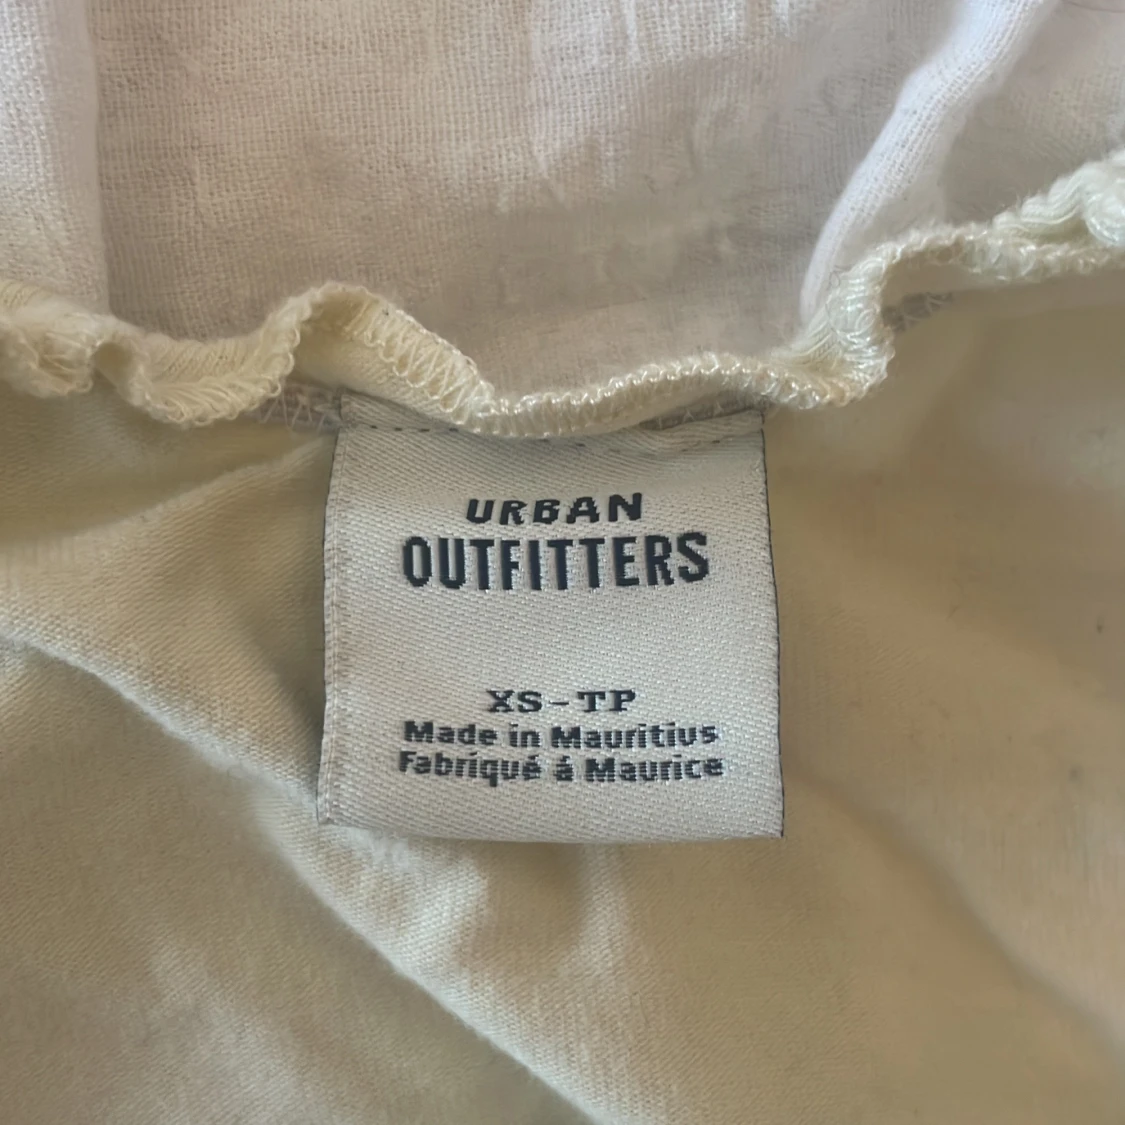 URBAN
OUTFITTERS
XS-TP
Made in Mauritius
Fabriqué á Maurice